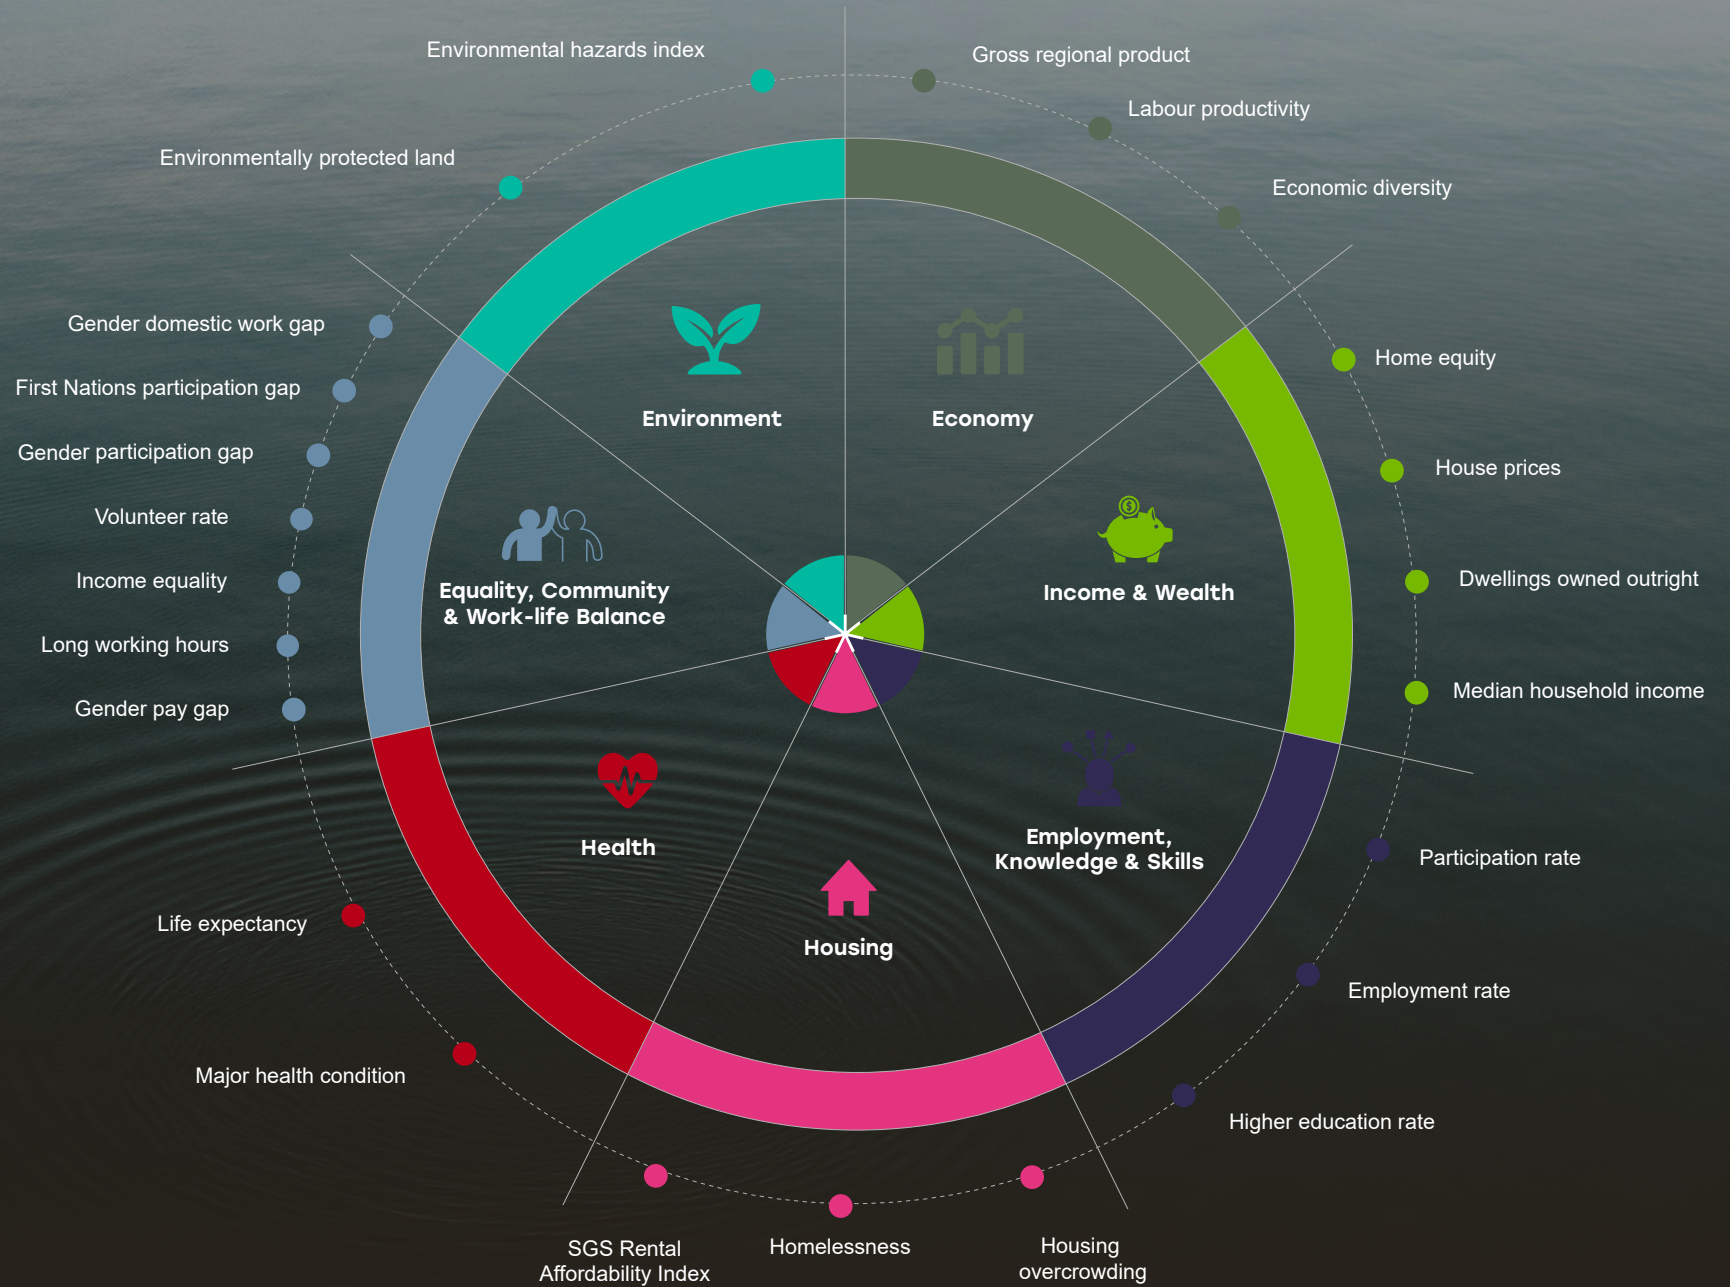 Environmental hazards index
Gross regional product
Labour productivity
Environmentally protected land
Economic diversity
Gender domestic work gap
Home equity
First Nations participation gap
Environment
Economy
Gender participation gap
House prices
Volunteer rate
Income equality
Dwellings owned outright
Equality, Community
& Work-life Balance
Income & Wealth
Long working hours
Median household income
Gender pay gap
Health
Employment,
Knowledge & Skills
Participation rate
Life expectancy
Housing
Employment rate
Major health condition
Higher education rate
SGS Rental
Affordability Index
Homelessness
Housing
overcrowding